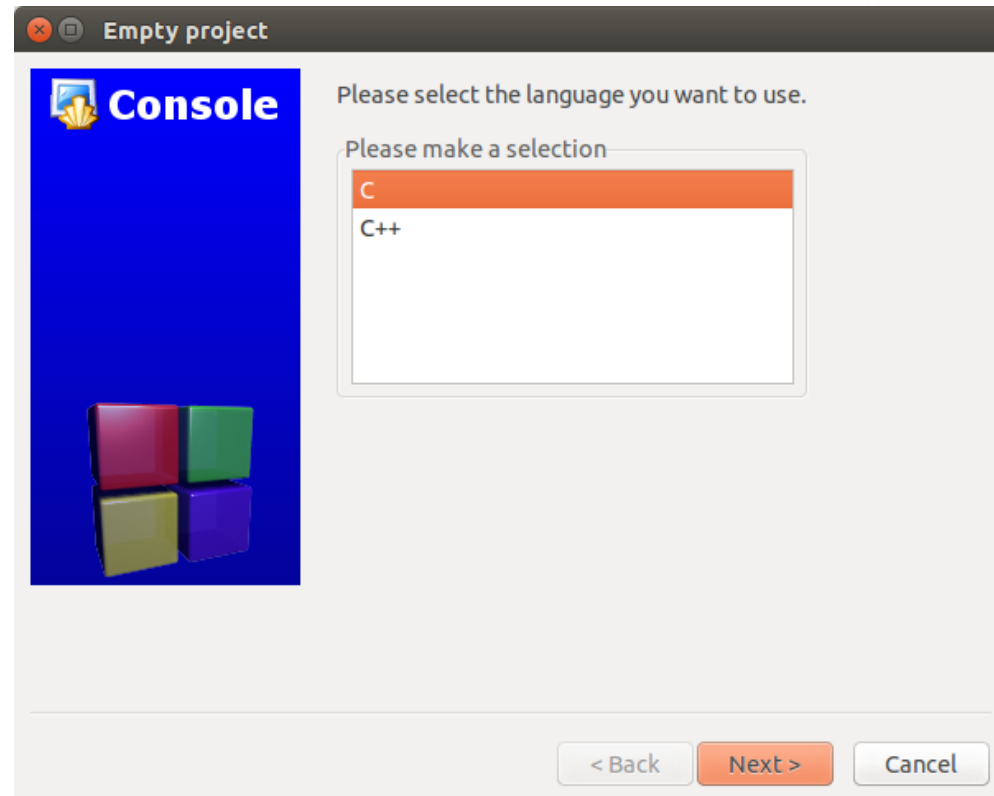 Empty project
Console
Please select the language you want to use.
Please make a selection
C
C++
< Back
Next >
Cancel